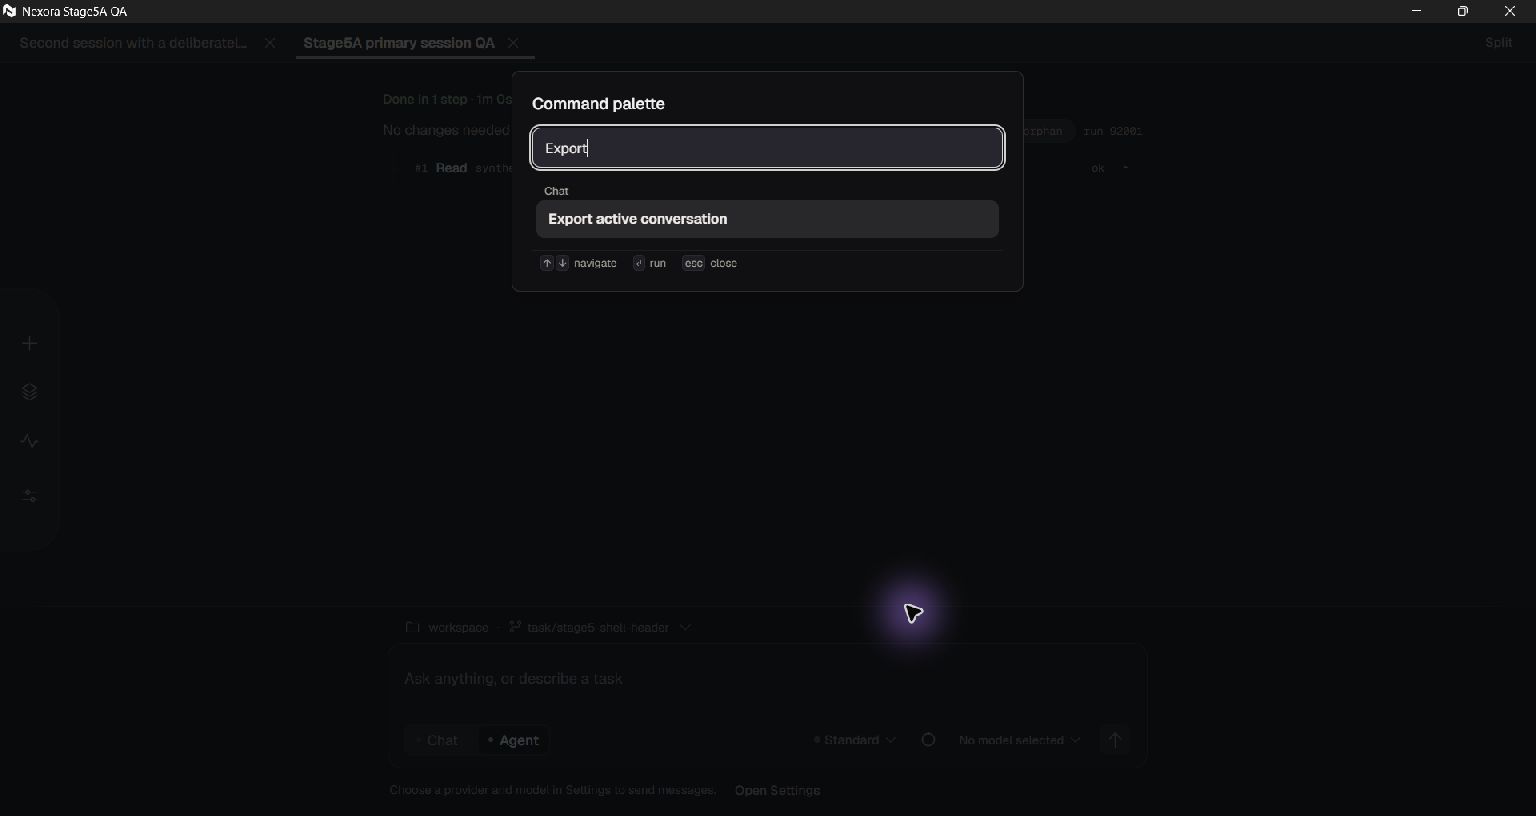 Nexora Stage5A QA
Second session with a deliberatel...
Stage5A primary session QA
Split
Command palette
Done in 1 step · 1m 0s
No changes needed
Export
orphan
run 92001
#1 Read synthe
ok
Chat
Export active conversation
navigate
run
esc close
workspace · task/stage5-shell-header
Ask anything, or describe a task
Chat
Agent
Standard
No model selected
Choose a provider and model in Settings to send messages.
Open Settings